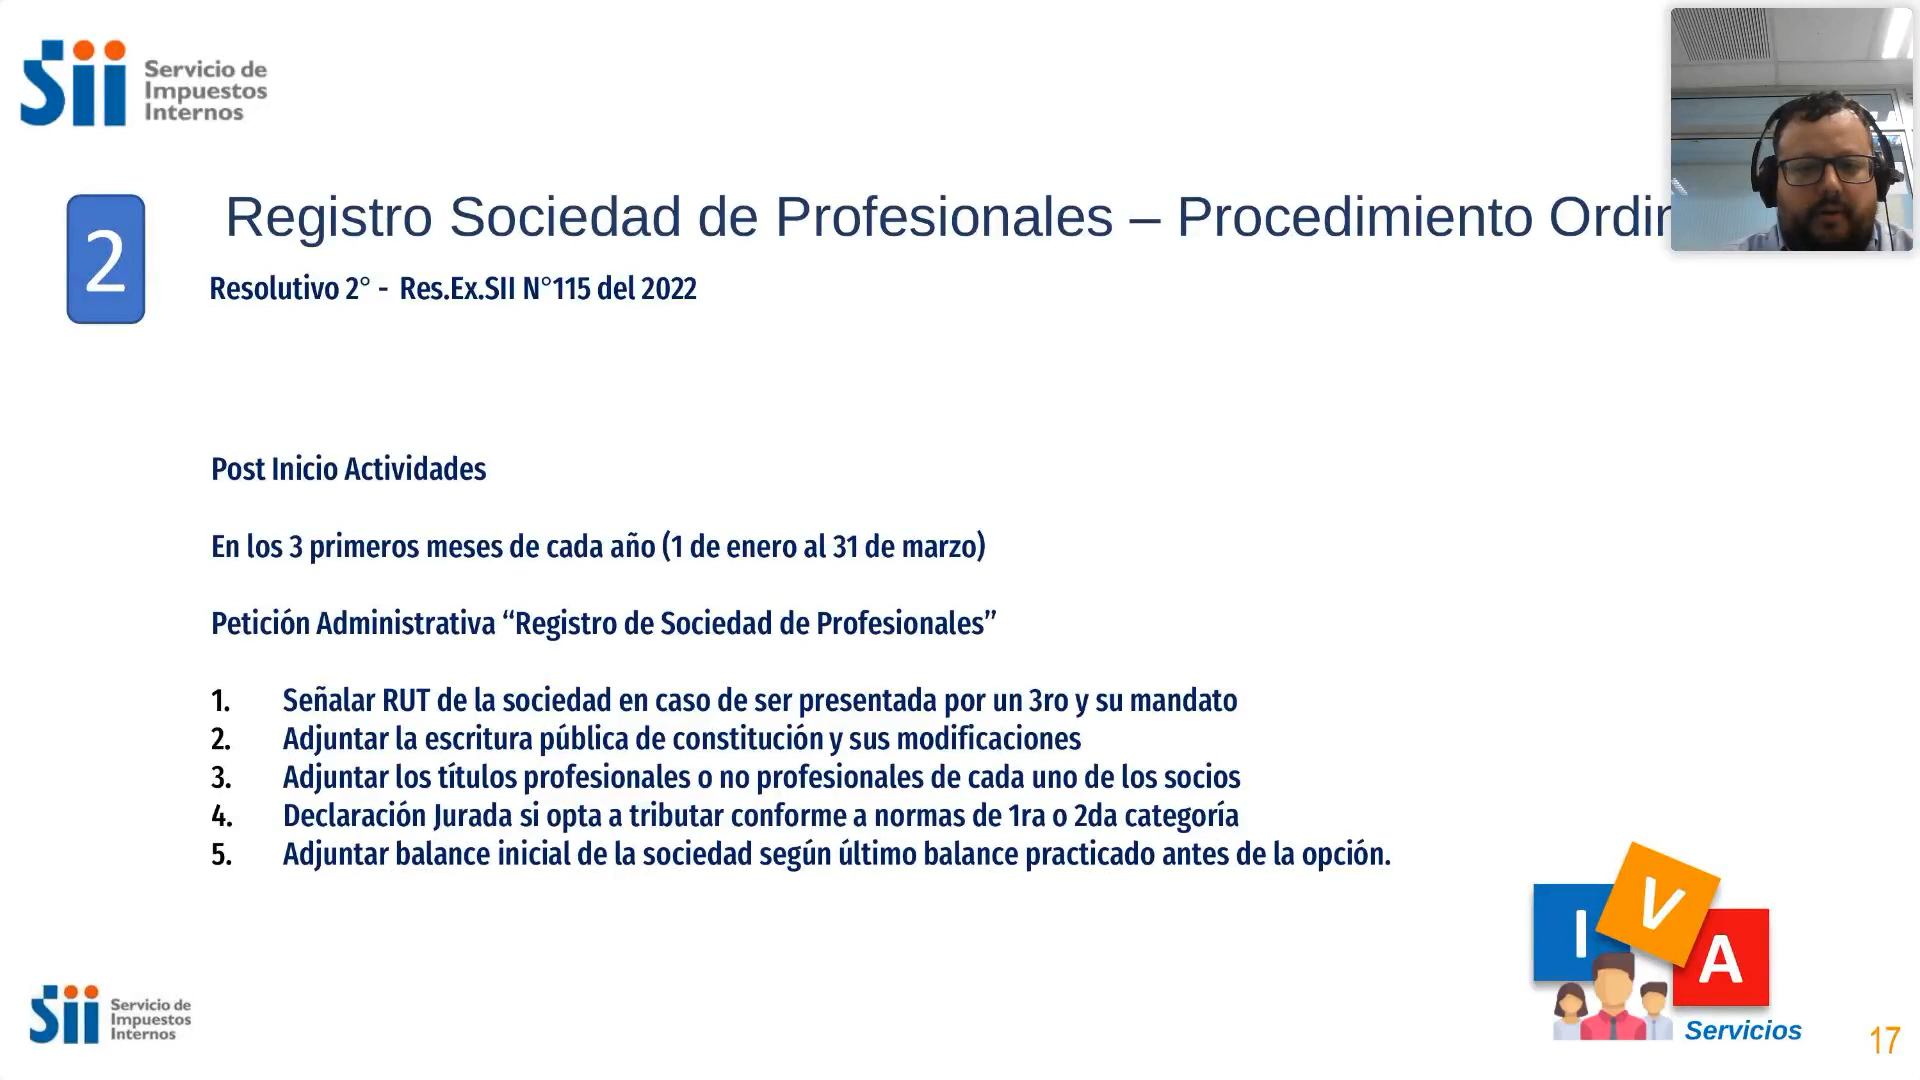 Sii Servicio de
Impuestos
Internos
2
Registro Sociedad de Profesionales – Procedimiento
Resolutivo 2° - Res.Ex.SII N°115 del 2022
Post Inicio Actividades
En los 3 primeros meses de cada año (1 de enero al 31 de marzo)
Petición Administrativa “Registro de Sociedad de Profesionales”
1. Señalar RUT de la sociedad en caso de ser presentada por un 3ro y su mandato
2. Adjuntar la escritura pública de constitución y sus modificaciones
3. Adjuntar los títulos profesionales o no profesionales de cada uno de los socios
4. Declaración Jurada si opta a tributar conforme a normas de 1ra o 2da categoría
5. Adjuntar balance inicial de la sociedad según último balance practicado antes de la opción.
I V A
Servicios
Sii Servicio de
Impuestos
Internos
17